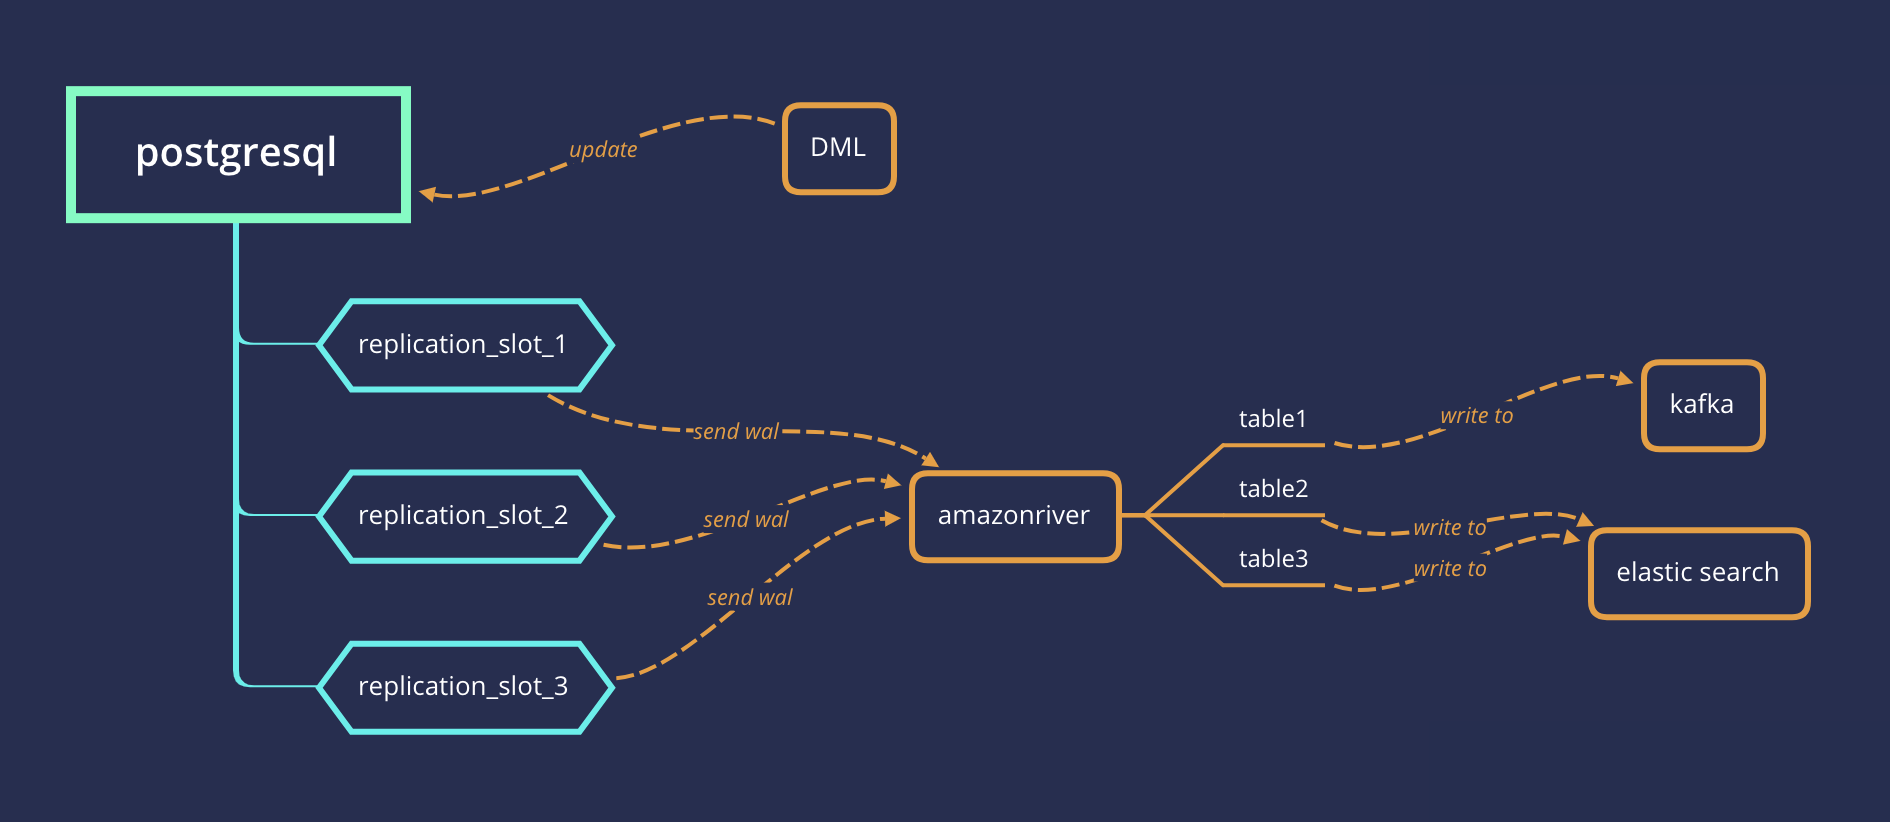 postgresql
update
DML
replication_slot_1
send wal
replication_slot_2
send wal
replication_slot_3
send wal
amazonriver
table1
write to
kafka
table2
write to
table3
write to
elastic search